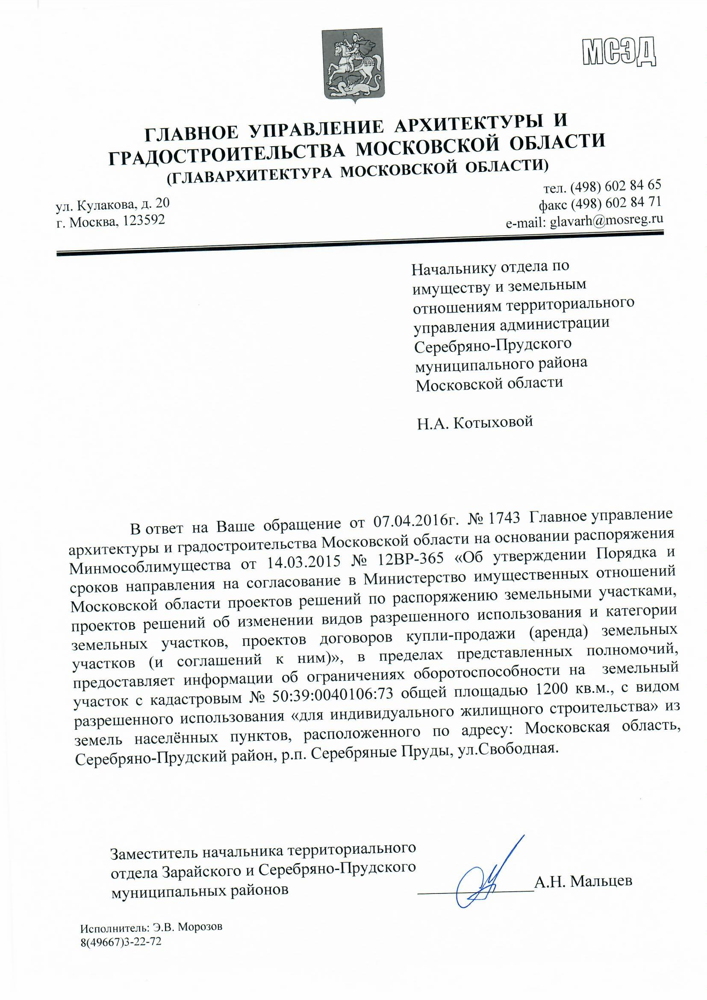 МСЭД
ГЛАВНОЕ УПРАВЛЕНИЕ АРХИТЕКТУРЫ И
ГРАДОСТРОИТЕЛЬСТВА МОСКОВСКОЙ ОБЛАСТИ
(ГЛАВАРХИТЕКТУРА МОСКОВСКОЙ ОБЛАСТИ)
ул. Кулакова, д. 20
г. Москва, 123592
тел. (498) 602 84 65
факс (498) 602 84 71
e-mail: glavarh@mosreg.ru
Начальнику отдела по
имуществу и земельным
отношениям территориального
управления администрации
Серебряно-Прудского
муниципального района
Московской области
Н.А. Котыховой
В ответ на Ваше обращение от 07.04.2016г. № 1743 Главное управление
архитектуры и градостроительства Московской области на основании распоряжения
Минмособлимущества от 14.03.2015 № 12ВР-365 «Об утверждении Порядка и
сроков направления на согласование в Министерство имущественных отношений
Московской области проектов решений по распоряжению земельными участками,
проектов решений об изменении видов разрешенного использования и категории
земельных участков, проектов договоров купли-продажи (аренда) земельных
участков (и соглашений к ним)», в пределах представленных полномочий,
предоставляет информации об ограничениях оборотоспособности на земельный
участок с кадастровым № 50:39:0040106:73 общей площадью 1200 кв.м., с видом
разрешенного использования «для индивидуального жилищного строительства» из
земель населённых пунктов, расположенного по адресу: Московская область,
Серебряно-Прудский район, р.п. Серебряные Пруды, ул.Свободная.
Заместитель начальника территориального
отдела Зарайского и Серебряно-Прудского
муниципальных районов
А.Н. Мальцев
Исполнитель: Э.В. Морозов
8(49667)3-22-72